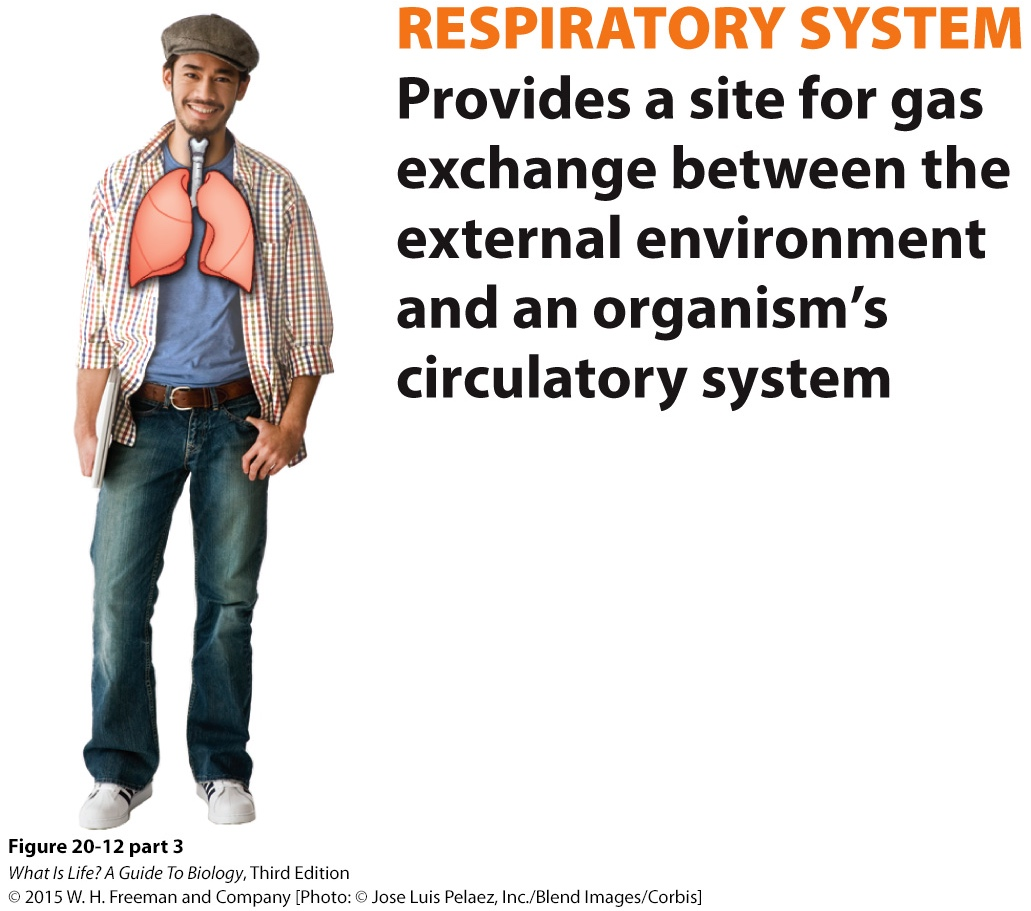 RESPIRATORY SYSTEM
Provides a site for gas
exchange between the
external environment
and an organism’s
circulatory system
Figure 20-12 part 3
What Is Life? A Guide To Biology, Third Edition
© 2015 W. H. Freeman and Company [Photo: © Jose Luis Pelaez, Inc./Blend Images/Corbis]